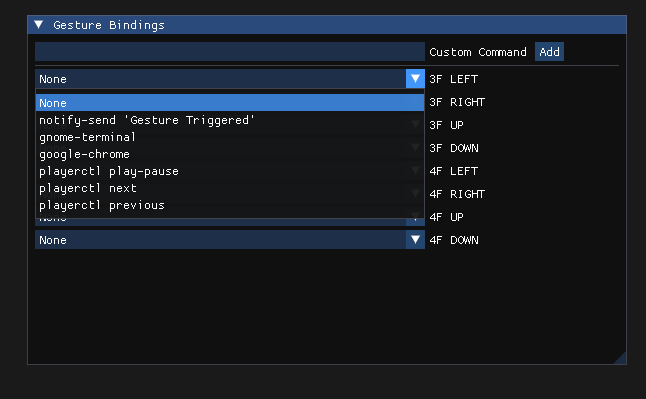 Gesture Bindings
Custom Command Add
None 3F LEFT
None 3F RIGHT
notify-send 'Gesture Triggered' 3F UP
gnome-terminal 3F DOWN
google-chrome
playerctl play-pause 4F LEFT
playerctl next 4F RIGHT
playerctl previous
None 4F UP
None 4F DOWN